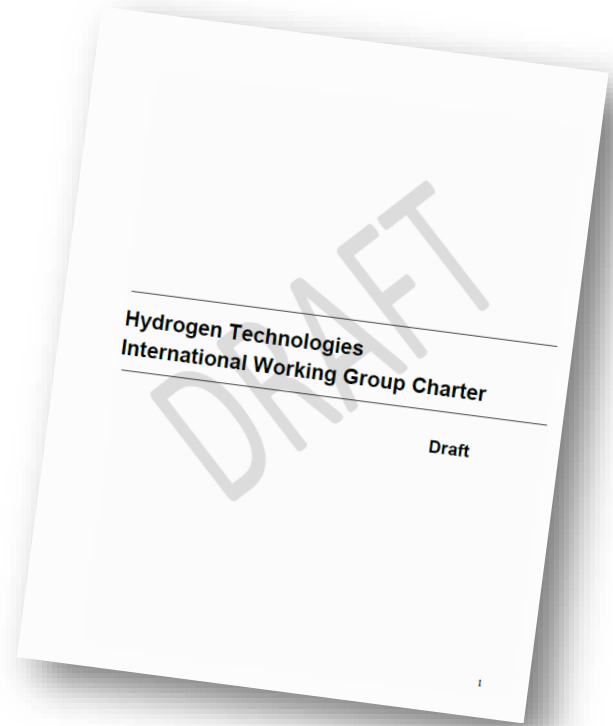 DRAFT
Hydrogen Technologies
International Working Group Charter
Draft
1